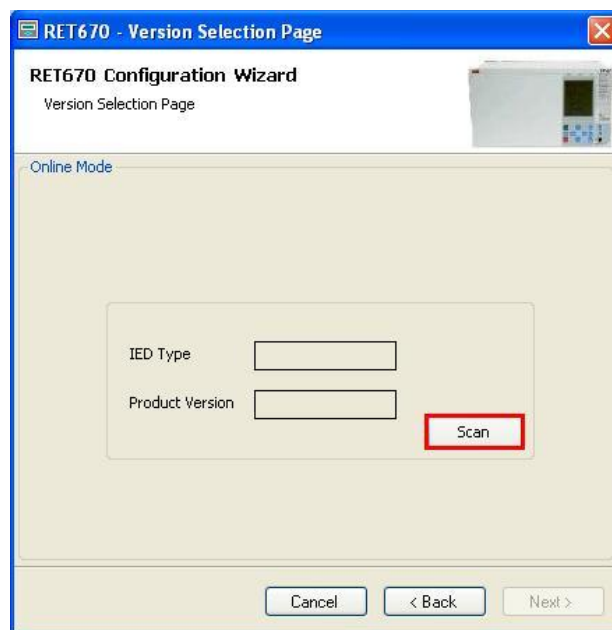 RET670 - Version Selection Page
RET670 Configuration Wizard
Version Selection Page
Online Mode
IED Type
Product Version
Scan
Cancel
< Back
Next >